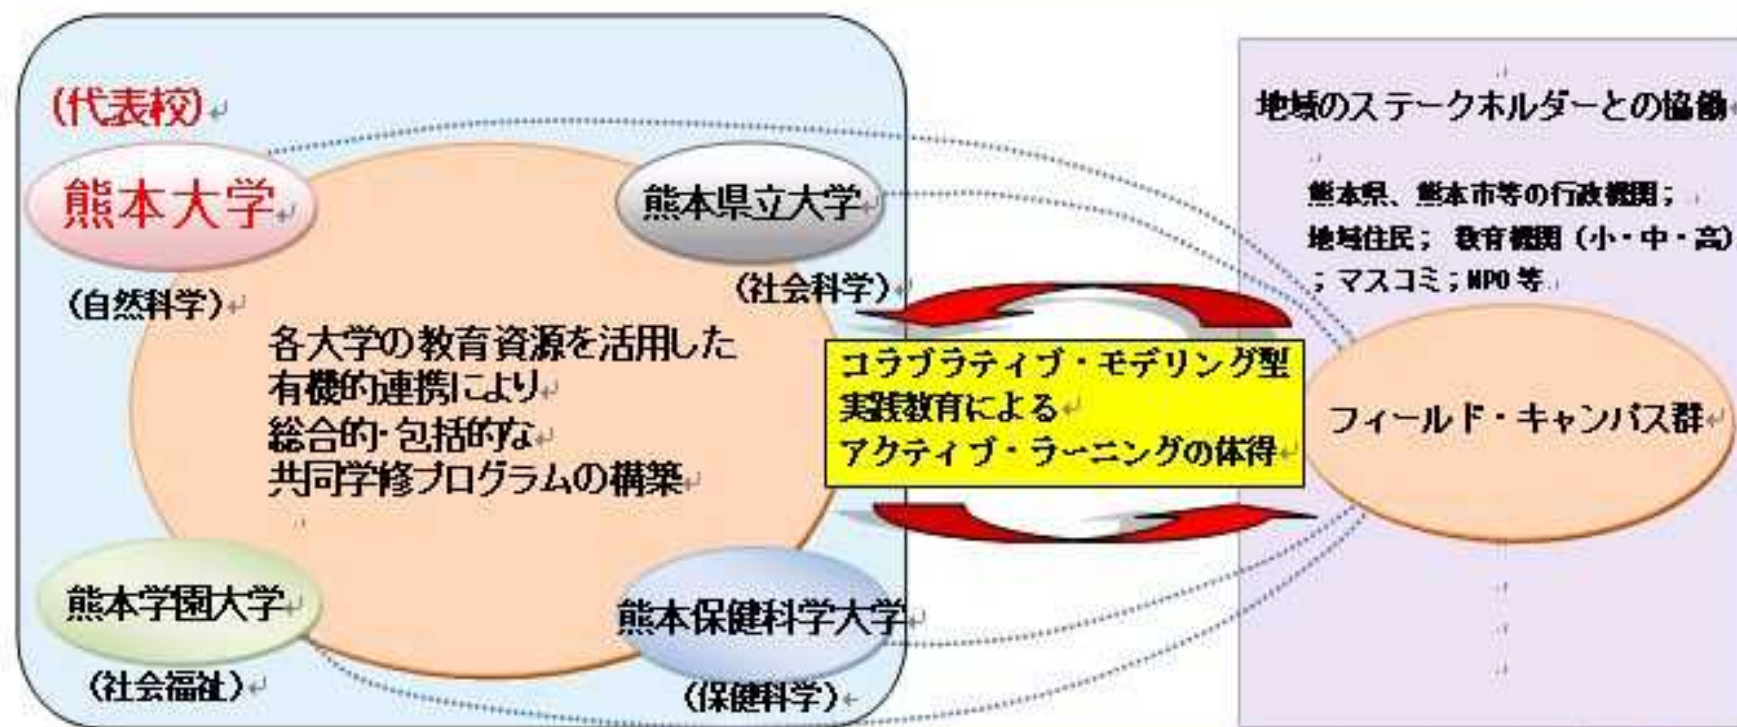 (代表校)
熊本大学
(自然科学)
熊本県立大学
(社会科学)
各大学の教育資源を活用した
有機的連携により
総合的・包括的な
共同学修プログラムの構築
熊本学園大学
(社会福祉)
熊本保健科学大学
(保健科学)
コラブラティブ・モデリング型
実践教育による
アクティブ・ラーニングの体得
地域のステークホルダーとの協働
熊本県、熊本市等の行政機関;
地域住民; 教育機関(小・中・高)
;マスコミ;NPO等
フィールド・キャンパス群